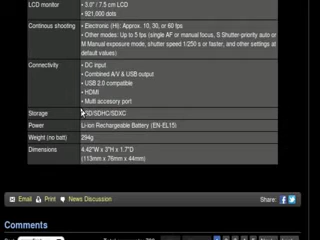 LCD monitor
• 3.0" / 7.5 cm LCD
• 921,000 dots
Continous shooting
• Electronic (Hi): Approx. 10, 30, or 60 fps
• Other modes: Up to 5 fps (single AF or manual focus, S Shutter-priority auto or
M Manual exposure mode, shutter speed 1/250 s or faster, and other settings at
default values)
Connectivity
• DC input
• Combined A/V & USB output
• USB 2.0 compatible
• HDMI
• Multi accesory port
Storage
SD/SDHC/SDXC
Power
Li-Ion Rechargeable Battery (EN-EL15)
Weight (no batt)
294g
Dimensions
4.42"W x 3"H x 1.7"D
(113mm x 76mm x 44mm)
Email
Print
News Discussion
Share:
Comments